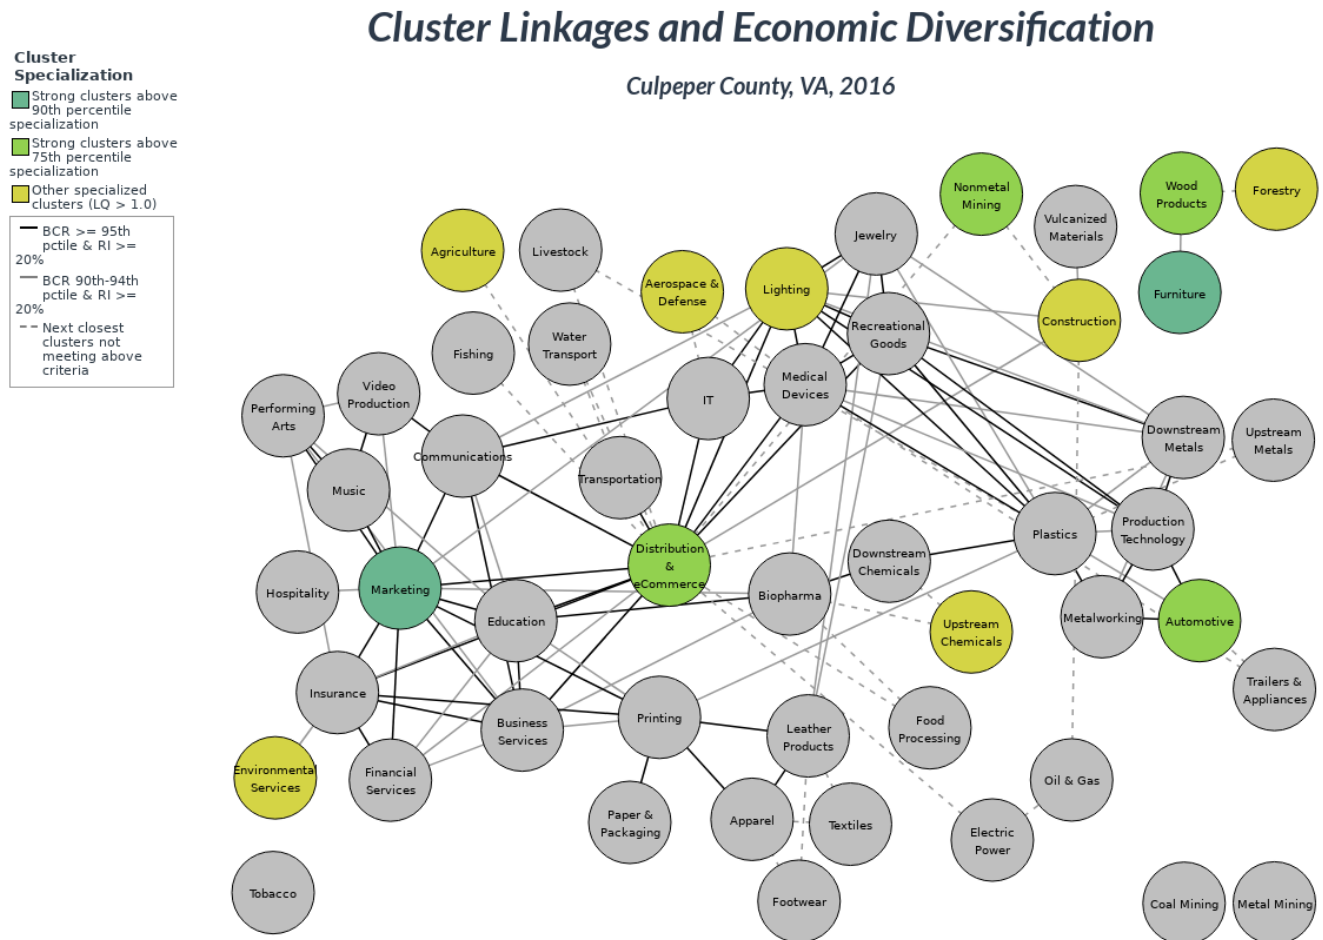 Cluster Linkages and Economic Diversification
Culpeper County, VA, 2016
Cluster
Specialization
Strong clusters above
90th percentile
specialization
Strong clusters above
75th percentile
specialization
Other specialized
clusters (LQ > 1.0)
BCR >= 95th
pctile & RI >=
20%
BCR 90th-94th
pctile & RI >=
20%
Next closest
clusters not
meeting above
criteria
Nonmetal
Mining
Wood
Products
Forestry
Vulcanized
Materials
Jewelry
Agriculture
Livestock
Aerospace &
Defense
Lighting
Furniture
Construction
Recreational
Goods
Fishing
Water
Transport
Video
Production
Medical
Devices
IT
Performing
Arts
Downstream
Metals
Upstream
Metals
Communications
Transportation
Music
Production
Technology
Plastics
Distribution
&
eCommerce
Downstream
Chemicals
Hospitality
Marketing
Biopharma
Education
Upstream
Chemicals
Metalworking
Automotive
Insurance
Trailers &
Appliances
Business
Services
Printing
Leather
Products
Food
Processing
Environmental
Services
Financial
Services
Oil & Gas
Paper &
Packaging
Apparel
Textiles
Electric
Power
Tobacco
Footwear
Coal Mining
Metal Mining